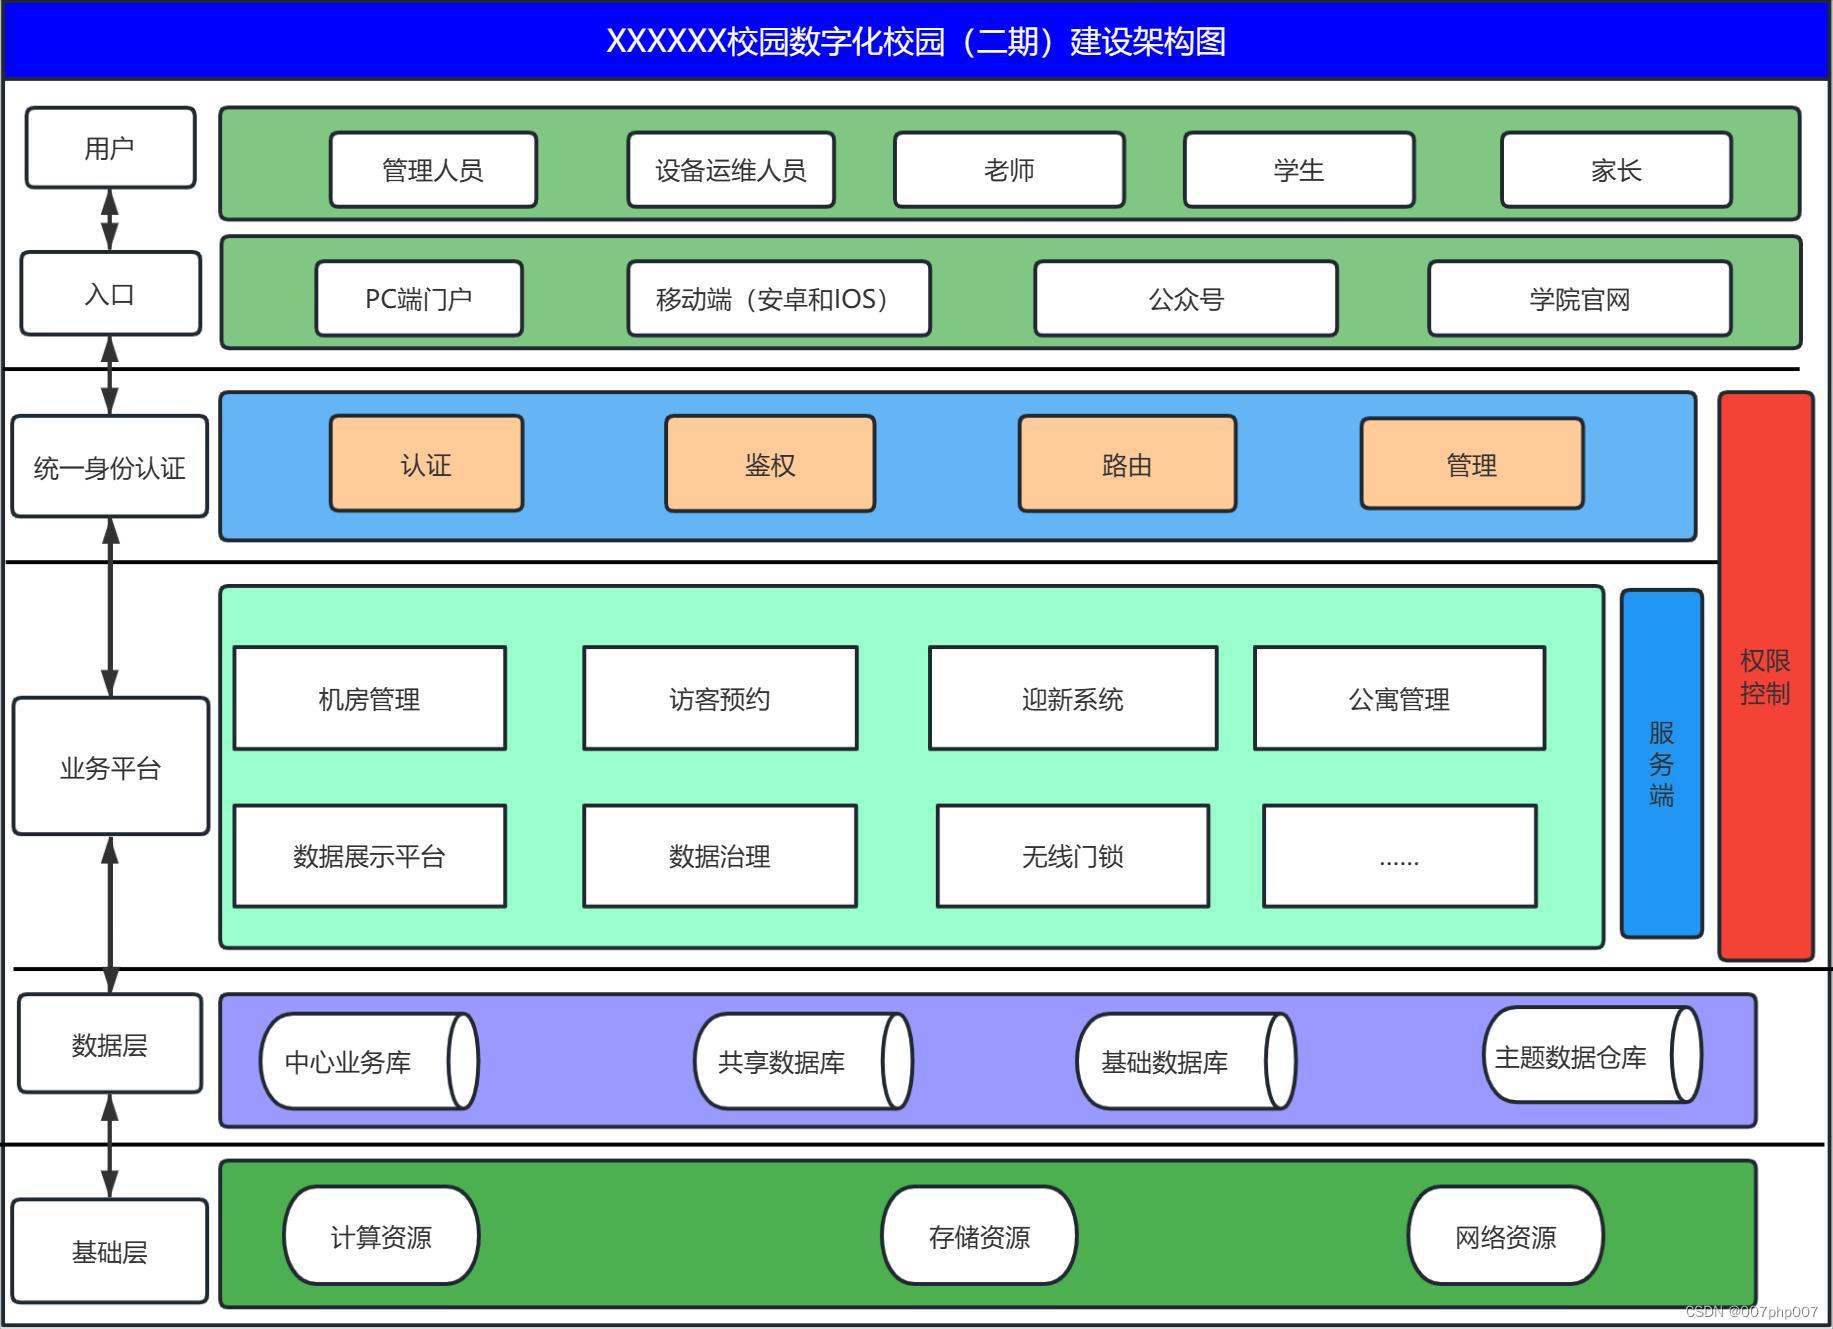 XXXXXX校园数字化校园（二期）建设架构图
用户
管理人员
设备运维人员
老师
学生
家长
入口
PC端门户
移动端（安卓和IOS）
公众号
学院官网
统一身份认证
认证
鉴权
路由
管理
权限
控制
业务平台
机房管理
访客预约
迎新系统
公寓管理
数据展示平台
数据治理
无线门锁
......
服
务
端
数据层
中心业务库
共享数据库
基础数据库
主题数据仓库
基础层
计算资源
存储资源
网络资源
CSDN @007php007